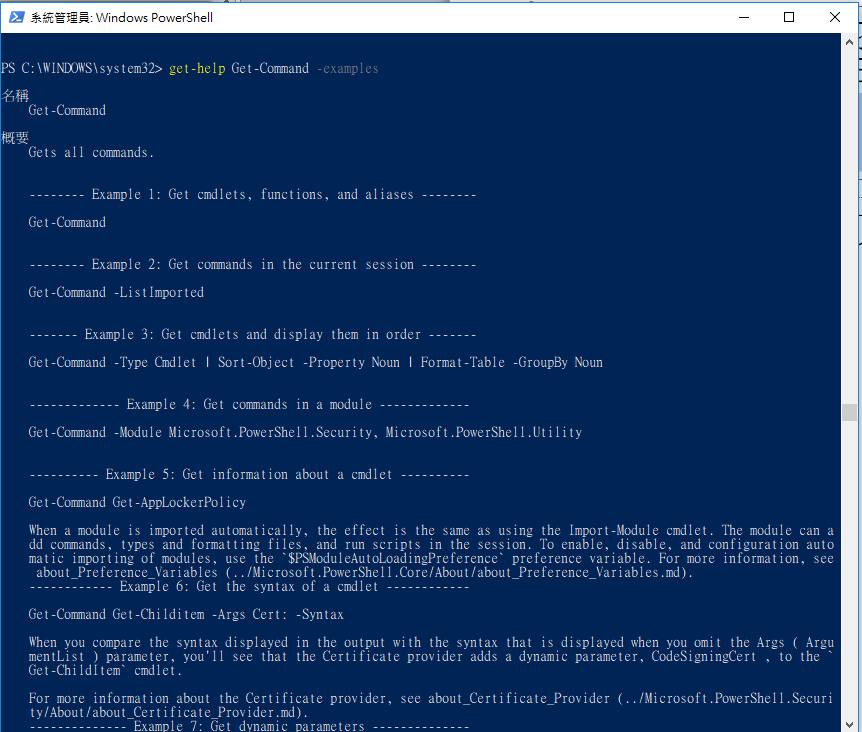 系統管理員: Windows PowerShell
PS C:\WINDOWS\system32> get-help Get-Command -examples
名稱
Get-Command
概要
Gets all commands.
-------- Example 1: Get cmdlets, functions, and aliases --------
Get-Command
-------- Example 2: Get commands in the current session --------
Get-Command -ListImported
------- Example 3: Get cmdlets and display them in order -------
Get-Command -Type Cmdlet | Sort-Object -Property Noun | Format-Table -GroupBy Noun
------------- Example 4: Get commands in a module -------------
Get-Command -Module Microsoft.PowerShell.Security, Microsoft.PowerShell.Utility
---------- Example 5: Get information about a cmdlet ----------
Get-Command Get-AppLockerPolicy
When a module is imported automatically, the effect is the same as using the Import-Module cmdlet. The module can a
dd commands, types and formatting files, and run scripts in the session. To enable, disable, and configuration auto
matic importing of modules, use the `$PSModuleAutoLoadingPreference` preference variable. For more information, see
about_Preference_Variables (../Microsoft.PowerShell.Core/About/about_Preference_Variables.md).
------------ Example 6: Get the syntax of a cmdlet ------------
Get-Command Get-Childitem -Args Cert: -Syntax
When you compare the syntax displayed in the output with the syntax that is displayed when you omit the Args ( Argu
mentList ) parameter, you'll see that the Certificate provider adds a dynamic parameter, CodeSigningCert , to the `
Get-ChildItem` cmdlet.
For more information about the Certificate provider, see about_Certificate_Provider (../Microsoft.PowerShell.Securi
ty/About/about_Certificate_Provider.md).
-------------- Example 7: Get dynamic parameters --------------